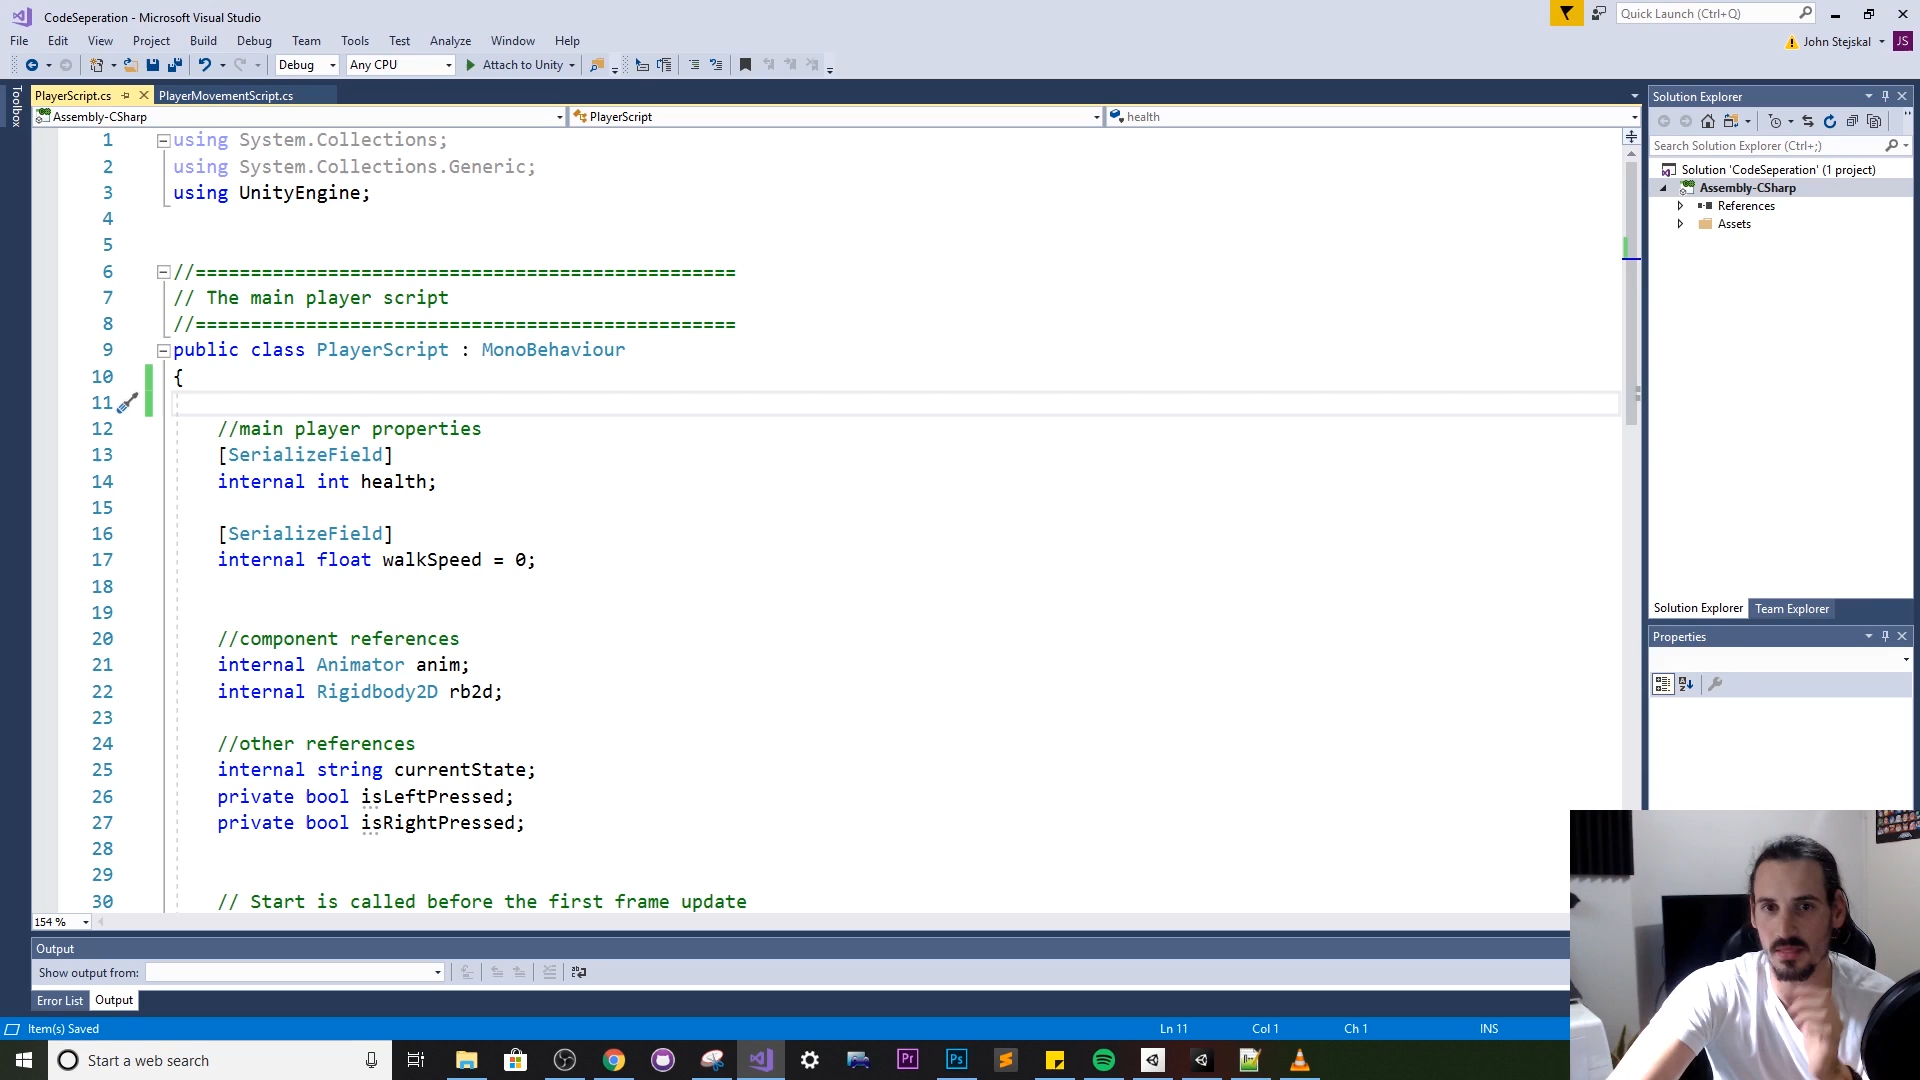 CodeSeperation - Microsoft Visual Studio
Quick Launch (Ctrl+Q)
File Edit View Project Build Debug Team Tools Test Analyze Window Help
John Stejskal JS
Debug Any CPU Attach to Unity
Toolbox
PlayerScript.cs PlayerMovementScript.cs
Assembly-CSharp PlayerScript health
1 using System.Collections;
2 using System.Collections.Generic;
3 using UnityEngine;
4
5
6 //=================================================
7 // The main player script
8 //=================================================
9 public class PlayerScript : MonoBehaviour
10 {
11
12 //main player properties
13 [SerializeField]
14 internal int health;
15
16 [SerializeField]
17 internal float walkSpeed = 0;
18
19
20 //component references
21 internal Animator anim;
22 internal Rigidbody2D rb2d;
23
24 //other references
25 internal string currentState;
26 private bool isLeftPressed;
27 private bool isRightPressed;
28
29
30 // Start is called before the first frame update
154 %
Solution Explorer
Search Solution Explorer (Ctrl+;)
Solution 'CodeSeperation' (1 project)
Assembly-CSharp
References
Assets
Solution Explorer Team Explorer
Properties
Output
Show output from:
Error List Output
Item(s) Saved Ln 11 Col 1 Ch 1 INS
Start a web search
Pr
Ps